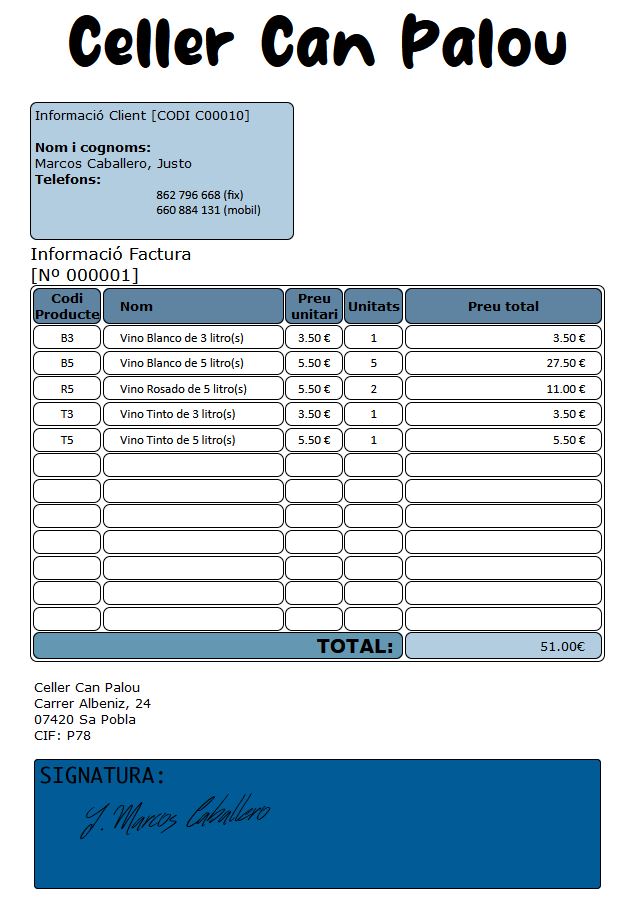 Celler Can Palou
Informació Client [CODI C00010]
Nom i cognoms:
Marcos Caballero, Justo
Telefons:
862 796 668 (fix)
660 884 131 (mobil)
Informació Factura
[Nº 000001]
Codi Producte Nom Preu unitari Unitats Preu total
B3 Vino Blanco de 3 litro(s) 3.50 € 1 3.50 €
B5 Vino Blanco de 5 litro(s) 5.50 € 5 27.50 €
R5 Vino Rosado de 5 litro(s) 5.50 € 2 11.00 €
T3 Vino Tinto de 3 litro(s) 3.50 € 1 3.50 €
T5 Vino Tinto de 5 litro(s) 5.50 € 1 5.50 €
TOTAL: 51.00€
Celler Can Palou
Carrer Albeniz, 24
07420 Sa Pobla
CIF: P78
SIGNATURA:
J. Marcos Caballero